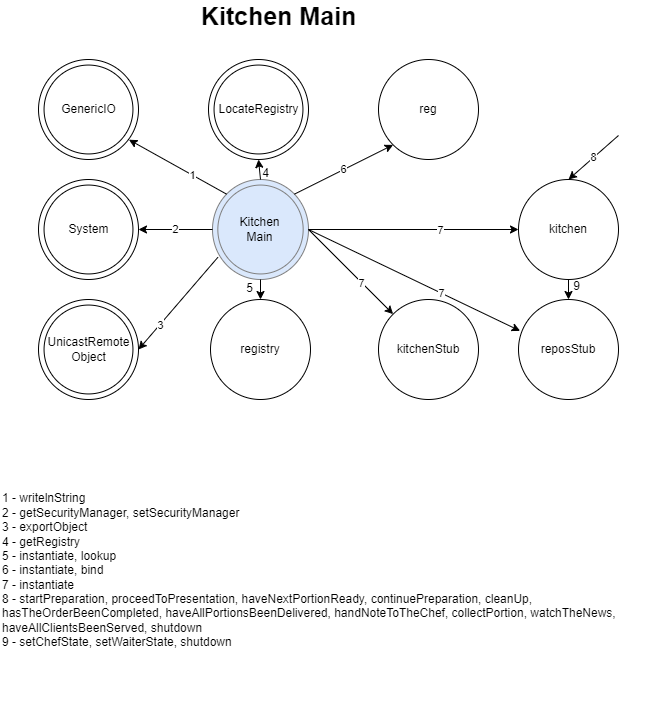 Kitchen Main
GenericIO
LocateRegistry
reg
8
1
4
6
System
2
Kitchen
Main
7
kitchen
5
7
7
9
3
UnicastRemote
Object
registry
kitchenStub
reposStub
1 - writelnString
2 - getSecurityManager, setSecurityManager
3 - exportObject
4 - getRegistry
5 - instantiate, lookup
6 - instantiate, bind
7 - instantiate
8 - startPreparation, proceedToPresentation, haveNextPortionReady, continuePreparation, cleanUp,
hasTheOrderBeenCompleted, haveAllPortionsBeenDelivered, handNoteToTheChef, collectPortion, watchTheNews,
haveAllClientsBeenServed, shutdown
9 - setChefState, setWaiterState, shutdown